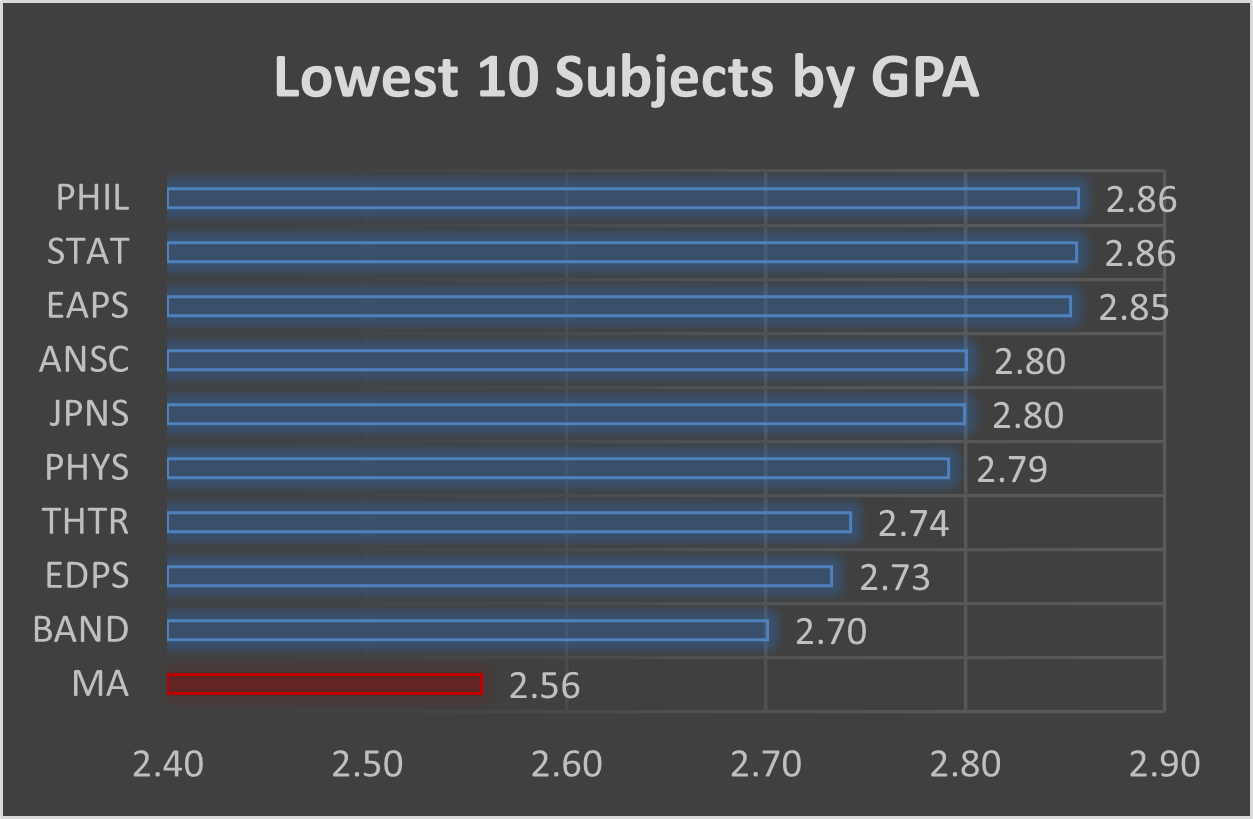 Lowest 10 Subjects by GPA
PHIL 2.86
STAT 2.86
EAPS 2.85
ANSC 2.80
JPNS 2.80
PHYS 2.79
THTR 2.74
EDPS 2.73
BAND 2.70
MA 2.56
2.40 2.50 2.60 2.70 2.80 2.90